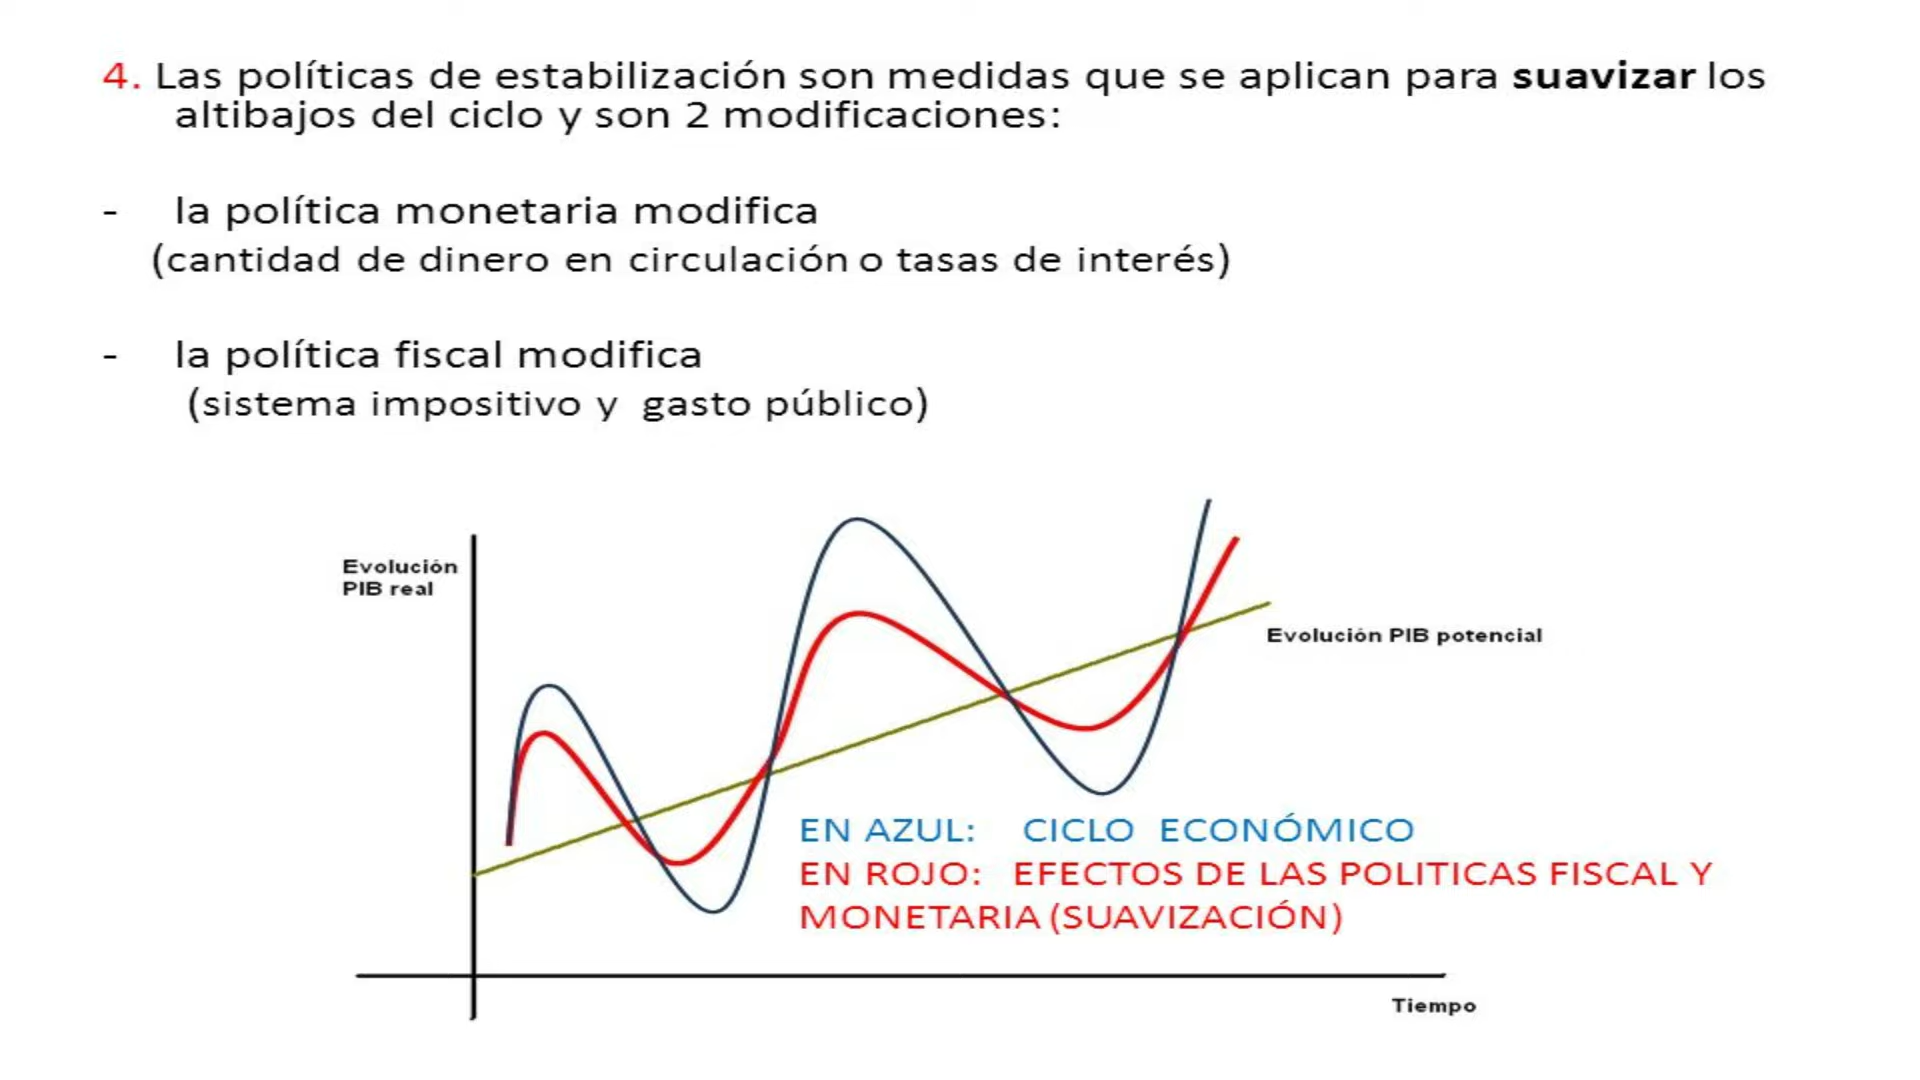 4. Las políticas de estabilización son medidas que se aplican para suavizar los
altibajos del ciclo y son 2 modificaciones:
- la política monetaria modifica
(cantidad de dinero en circulación o tasas de interés)
- la política fiscal modifica
(sistema impositivo y gasto público)
Evolución
PIB real
Evolución PIB potencial
EN AZUL: CICLO ECONÓMICO
EN ROJO: EFECTOS DE LAS POLITICAS FISCAL Y
MONETARIA (SUAVIZACIÓN)
Tiempo